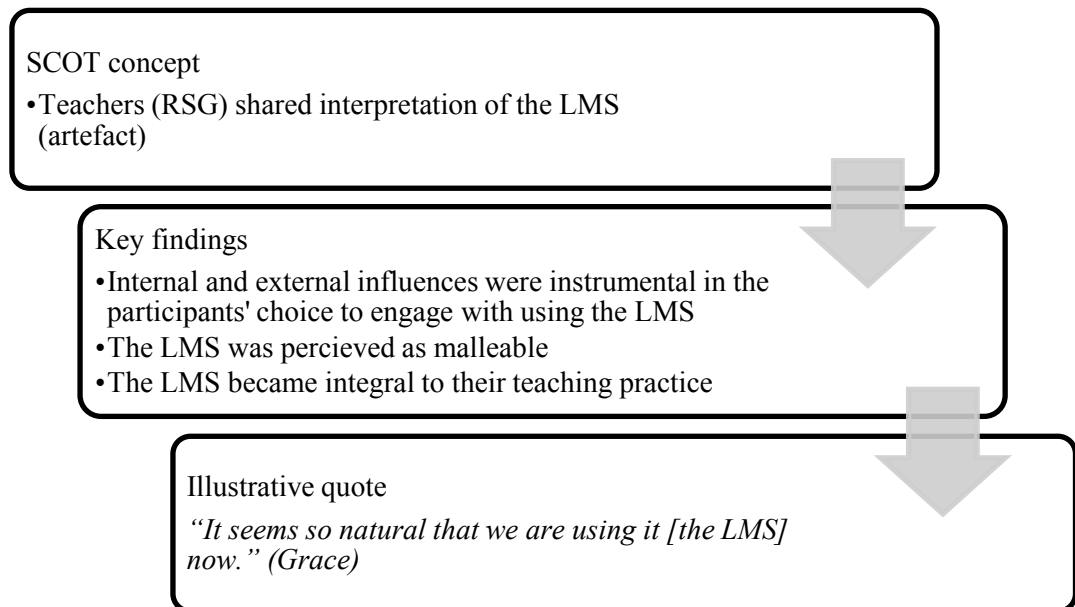 SCOT concept
•Teachers (RSG) shared interpretation of the LMS
(artefact)
Key findings
•Internal and external influences were instrumental in the
participants' choice to engage with using the LMS
•The LMS was percieved as malleable
•The LMS became integral to their teaching practice
Illustrative quote
“It seems so natural that we are using it [the LMS]
now.” (Grace)